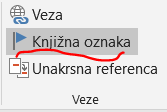 Veza
Knjižna oznaka
Unakrsna referenca
Veze